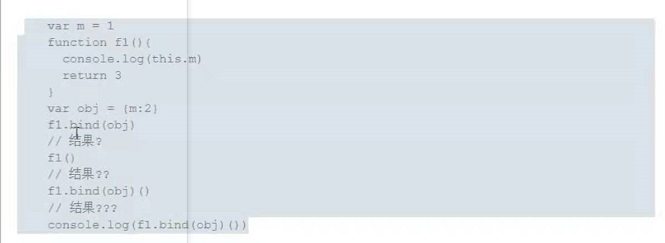 var m = 1
function f1(){
  console.log(this.m)
  return 3
}
var obj = {m:2}
f1.bind(obj)
// 结果?
f1()
// 结果??
f1.bind(obj)()
// 结果???
console.log(f1.bind(obj)())